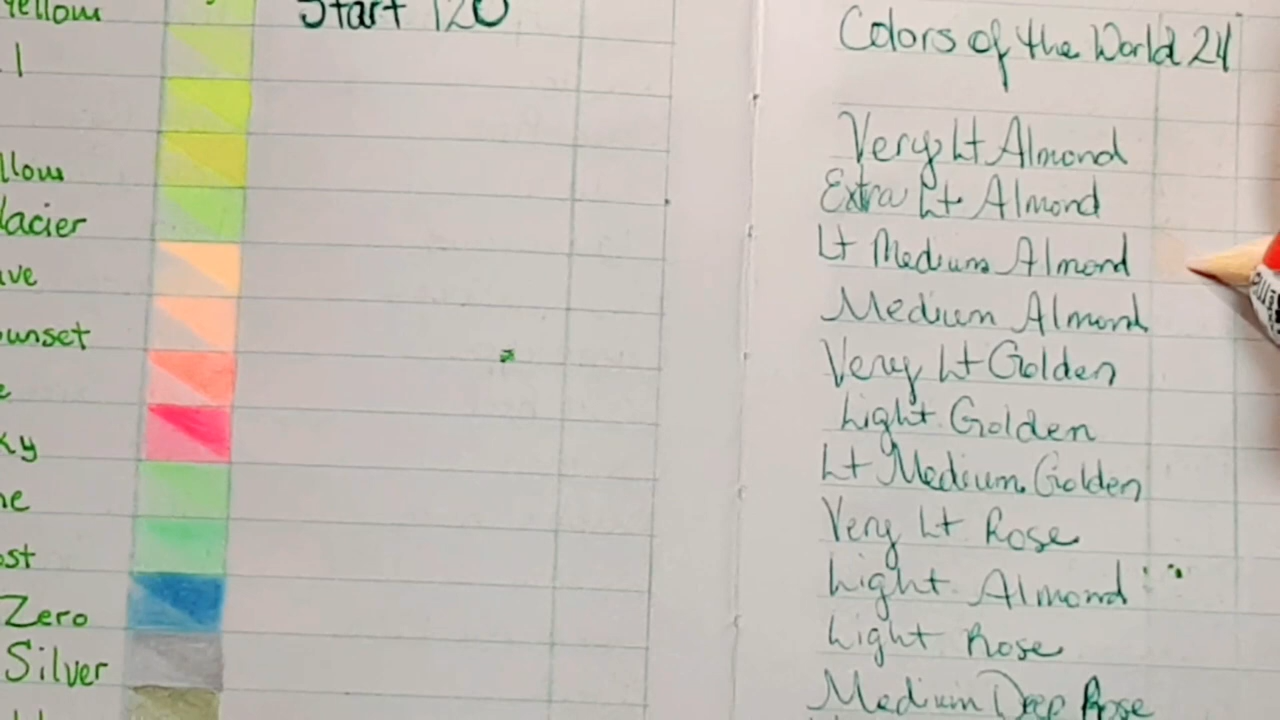 Yellow
Start 120
l
llow
lacier
ve
unset
e
ky
ne
ost
Zero
Silver
Colors of the World 24
Very Lt Almond
Extra Lt Almond
Lt Medium Almond
Medium Almond
Very Lt Golden
Light Golden
Lt Medium Golden
Very Lt Rose
Light Almond
Light Rose
Medium Deep Rose